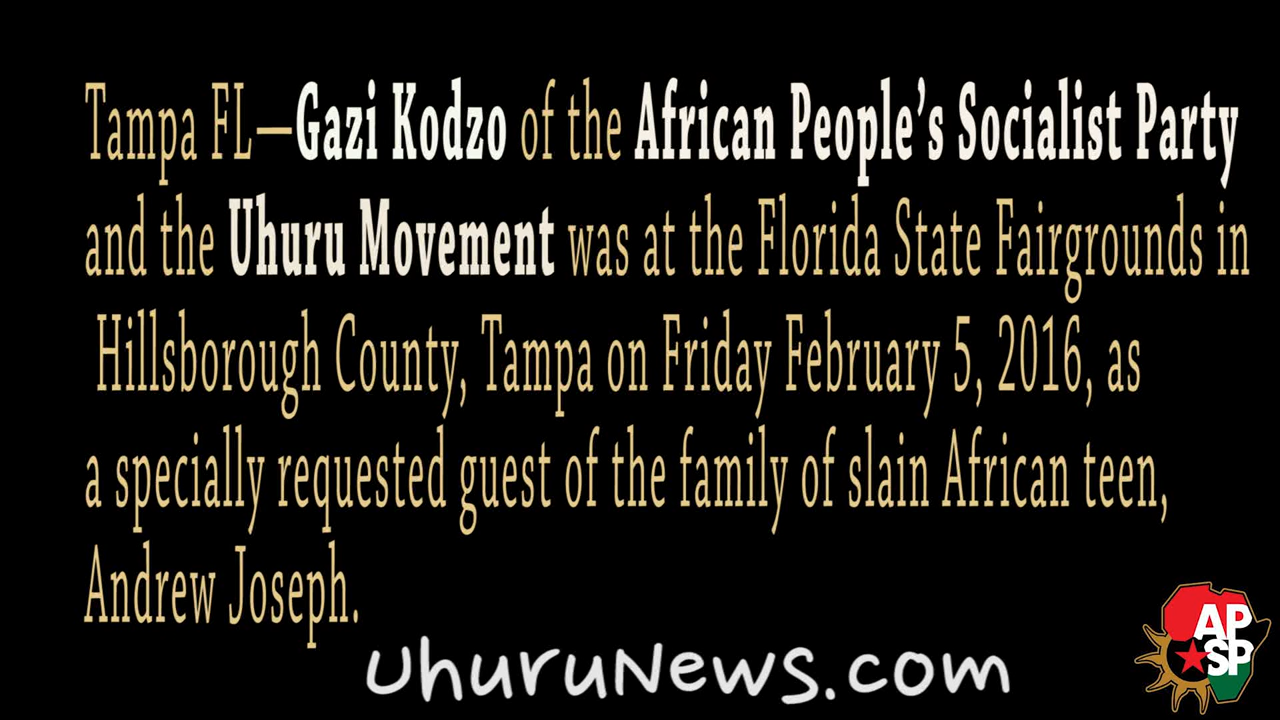 Tampa FL—Gazi Kodzo of the African People's Socialist Party
and the Uhuru Movement was at the Florida State Fairgrounds in
Hillsborough County, Tampa on Friday February 5, 2016, as
a specially requested guest of the family of slain African teen,
Andrew Joseph.
UhuruNews.com
AP
SP